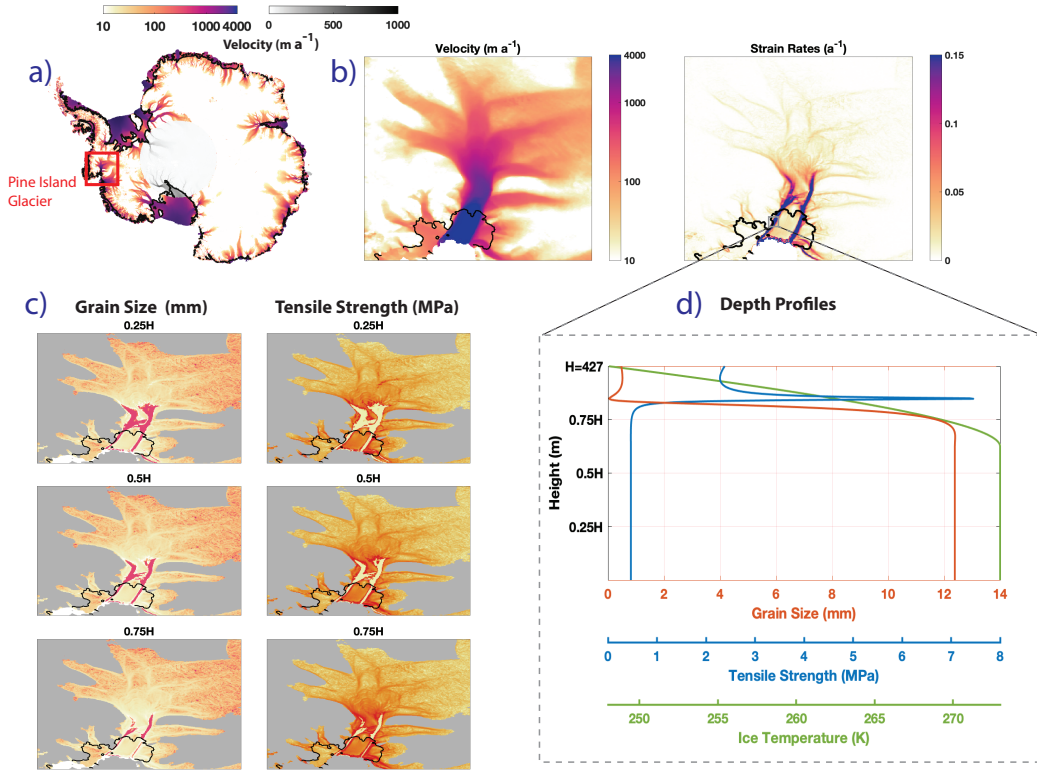 10 100 1000 4000
0 500 1000
Velocity (m a⁻¹)
a)
Pine Island
Glacier
b)
Velocity (m a⁻¹)
4000
1000
100
10
Strain Rates (a⁻¹)
0.15
0.1
0.05
0
c)
Grain Size (mm)
Tensile Strength (MPa)
0.25H
0.25H
0.5H
0.5H
0.75H
0.75H
d)
Depth Profiles
H=427
0.75H
0.5H
0.25H
Height (m)
0 2 4 6 8 10 12 14
Grain Size (mm)
0 1 2 3 4 5 6 7 8
Tensile Strength (MPa)
250 255 260 265 270
Ice Temperature (K)